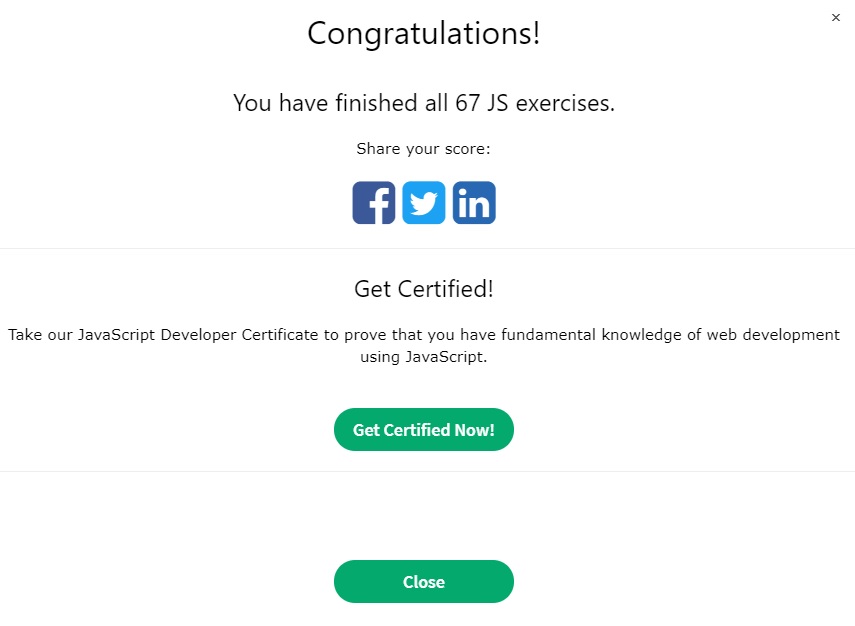 ×
Congratulations!
You have finished all 67 JS exercises.
Share your score:
f in
Get Certified!
Take our JavaScript Developer Certificate to prove that you have fundamental knowledge of web development
using JavaScript.
Get Certified Now!
Close